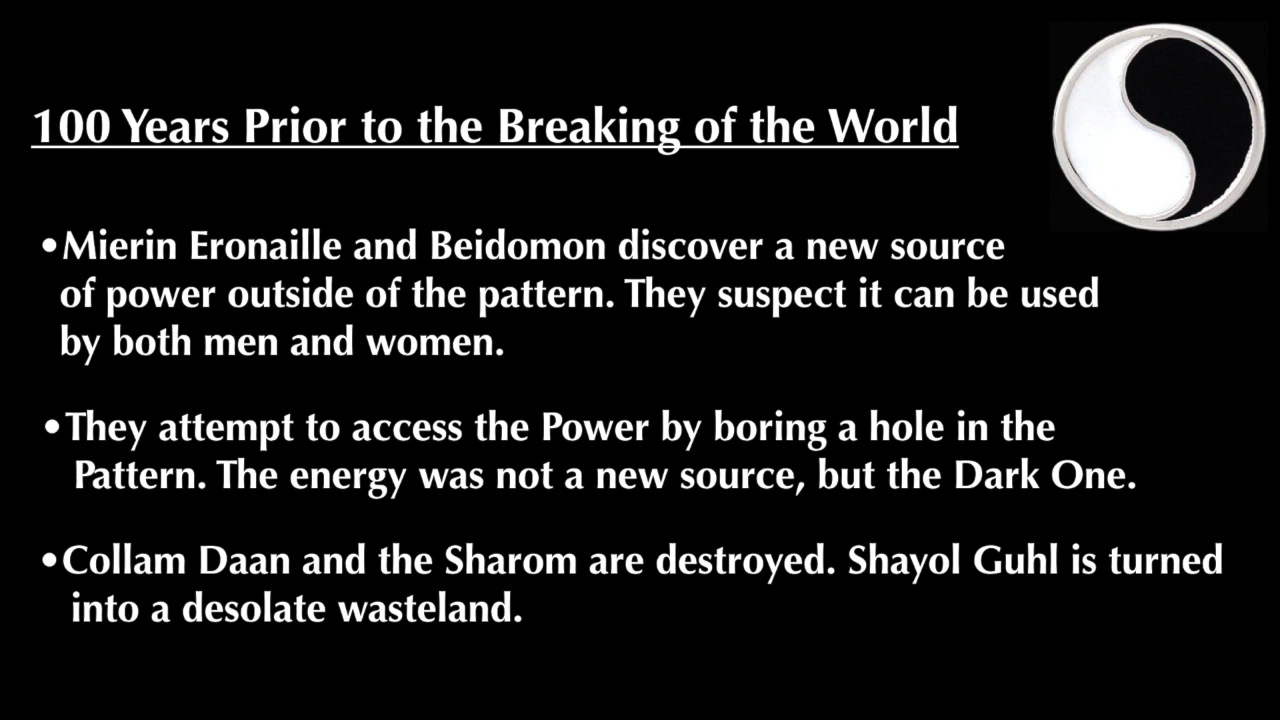 100 Years Prior to the Breaking of the World
•Mierin Eronaille and Beidomon discover a new source
of power outside of the pattern. They suspect it can be used
by both men and women.
•They attempt to access the Power by boring a hole in the
Pattern. The energy was not a new source, but the Dark One.
•Collam Daan and the Sharom are destroyed. Shayol Guhl is turned
into a desolate wasteland.